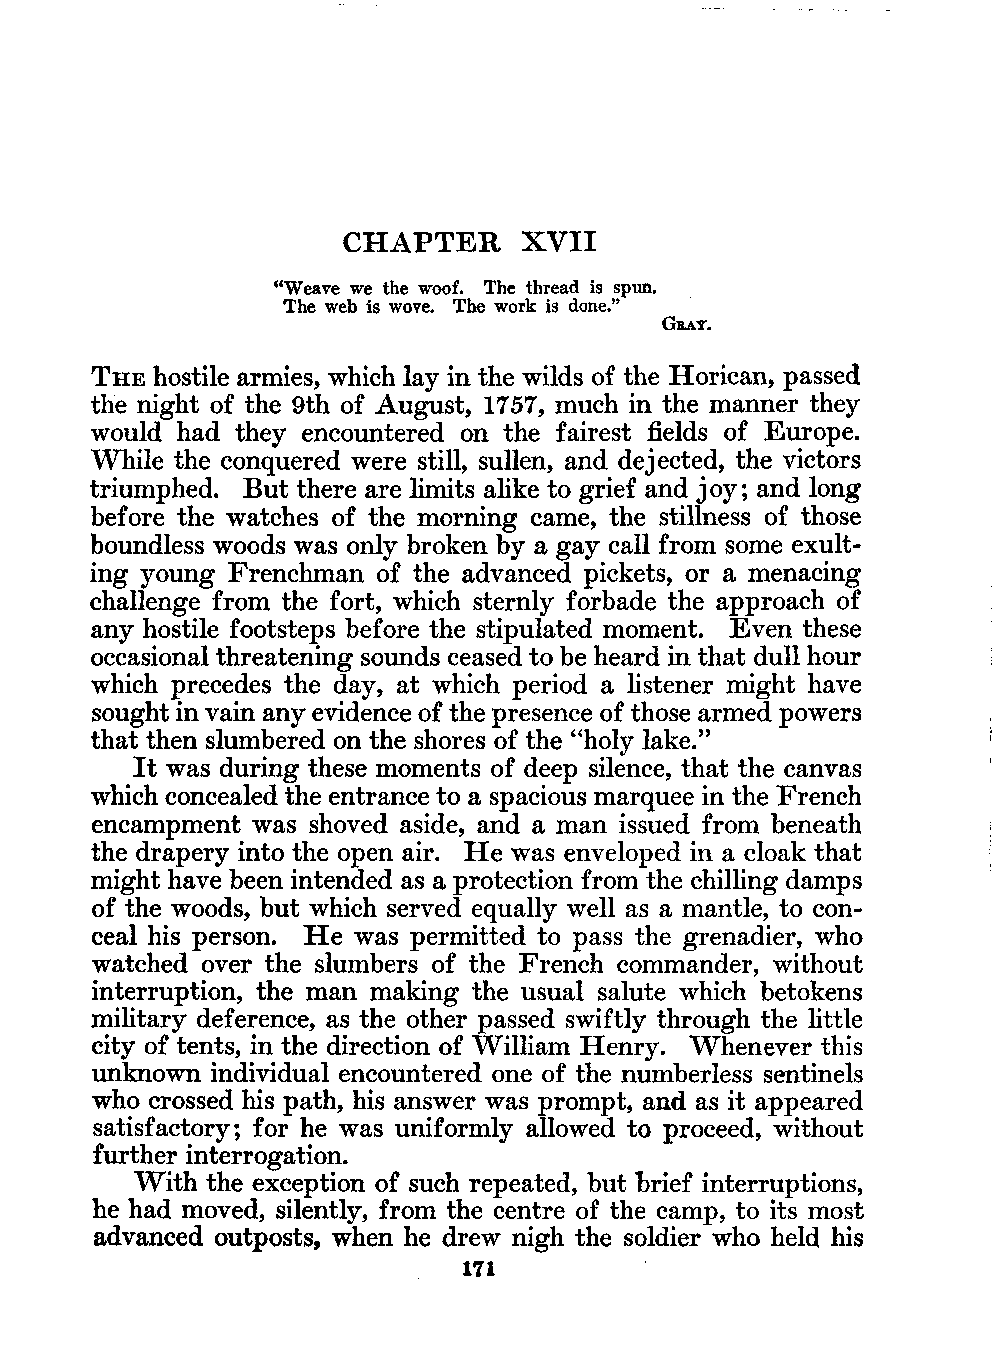 CHAPTER XVII
“Weave we the woof. The thread is spun.
The web is wove. The work is done.”
GRAY.
THE hostile armies, which lay in the wilds of the Horican, passed
the night of the 9th of August, 1757, much in the manner they
would had they encountered on the fairest fields of Europe.
While the conquered were still, sullen, and dejected, the victors
triumphed. But there are limits alike to grief and joy; and long
before the watches of the morning came, the stillness of those
boundless woods was only broken by a gay call from some exult-
ing young Frenchman of the advanced pickets, or a menacing
challenge from the fort, which sternly forbade the approach of
any hostile footsteps before the stipulated moment. Even these
occasional threatening sounds ceased to be heard in that dull hour
which precedes the day, at which period a listener might have
sought in vain any evidence of the presence of those armed powers
that then slumbered on the shores of the “holy lake.”
It was during these moments of deep silence, that the canvas
which concealed the entrance to a spacious marquee in the French
encampment was shoved aside, and a man issued from beneath
the drapery into the open air. He was enveloped in a cloak that
might have been intended as a protection from the chilling damps
of the woods, but which served equally well as a mantle, to con-
ceal his person. He was permitted to pass the grenadier, who
watched over the slumbers of the French commander, without
interruption, the man making the usual salute which betokens
military deference, as the other passed swiftly through the little
city of tents, in the direction of William Henry. Whenever this
unknown individual encountered one of the numberless sentinels
who crossed his path, his answer was prompt, and as it appeared
satisfactory; for he was uniformly allowed to proceed, without
further interrogation.
With the exception of such repeated, but brief interruptions,
he had moved, silently, from the centre of the camp, to its most
advanced outposts, when he drew nigh the soldier who held his
171